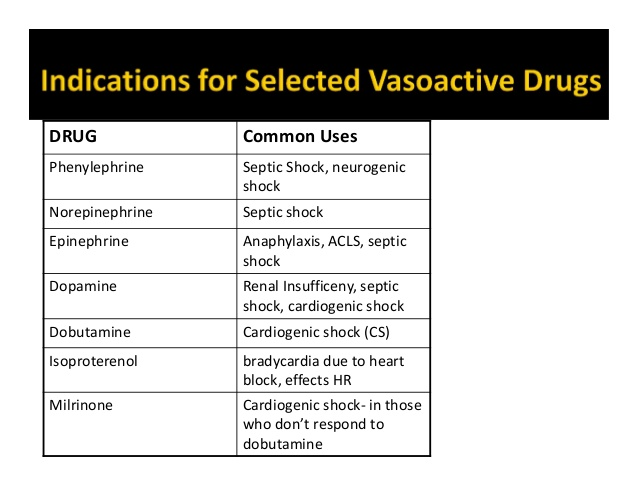 Indications for Selected Vasoactive Drugs
DRUG
Common Uses
Phenylephrine
Septic Shock, neurogenic
shock
Norepinephrine
Septic shock
Epinephrine
Anaphylaxis, ACLS, septic
shock
Dopamine
Renal Insufficeny, septic
shock, cardiogenic shock
Dobutamine
Cardiogenic shock (CS)
Isoproterenol
bradycardia due to heart
block, effects HR
Milrinone
Cardiogenic shock- in those
who don’t respond to
dobutamine